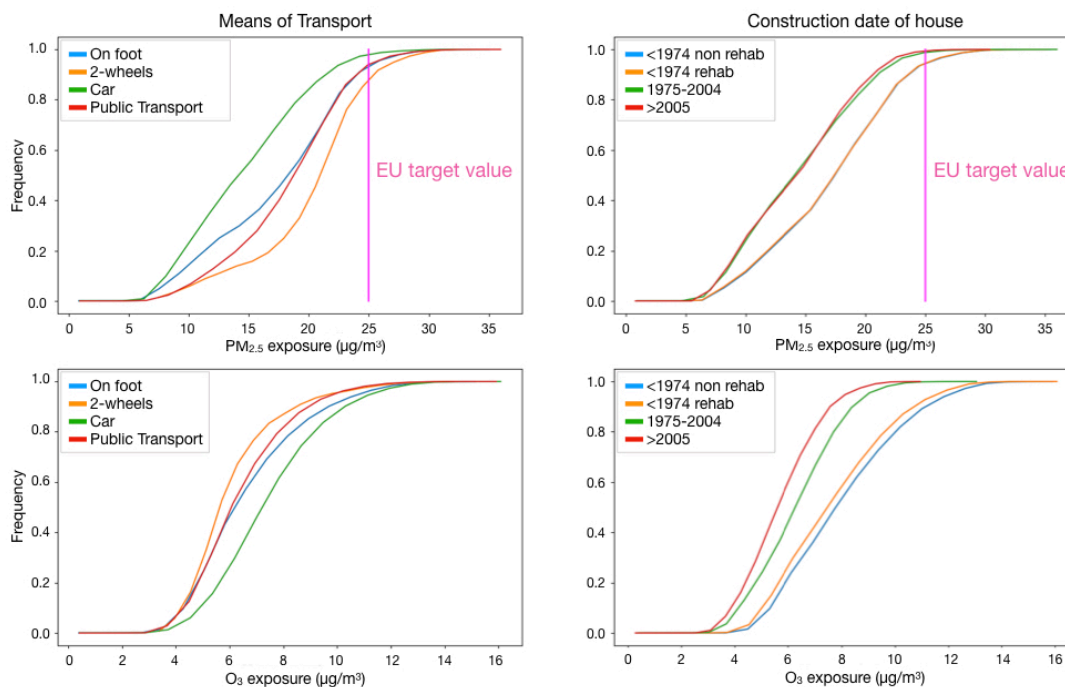 Means of Transport
1.0
0.8
0.6
0.4
0.2
0.0
Frequency
On foot
2-wheels
Car
Public Transport
EU target value
0 5 10 15 20 25 30 35
PM2.5 exposure (µg/m³)
Construction date of house
1.0
0.8
0.6
0.4
0.2
0.0
<1974 non rehab
<1974 rehab
1975-2004
>2005
EU target value
0 5 10 15 20 25 30 35
PM2.5 exposure (µg/m³)
1.0
0.8
0.6
0.4
0.2
0.0
Frequency
On foot
2-wheels
Car
Public Transport
0 2 4 6 8 10 12 14 16
O3 exposure (µg/m³)
1.0
0.8
0.6
0.4
0.2
0.0
<1974 non rehab
<1974 rehab
1975-2004
>2005
0 2 4 6 8 10 12 14 16
O3 exposure (µg/m³)